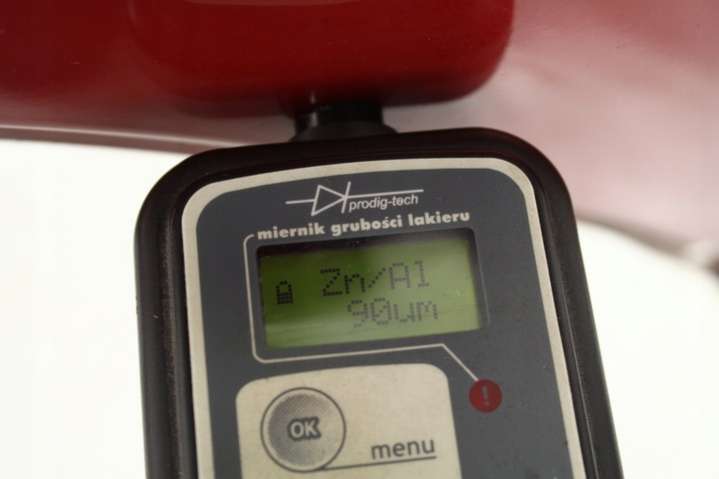 prodig-tech
miernik grubości lakieru
Zn/Al
90um
!
OK
menu